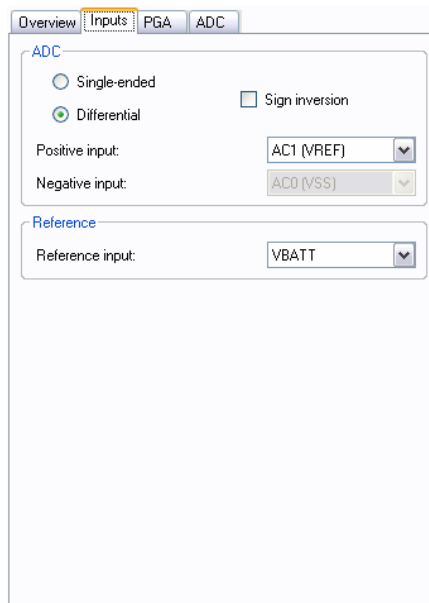 Overview Inputs PGA ADC
ADC
Single-ended
Differential
Sign inversion
Positive input: AC1 (VREF)
Negative input: AC0 (VSS)
Reference
Reference input: VBATT